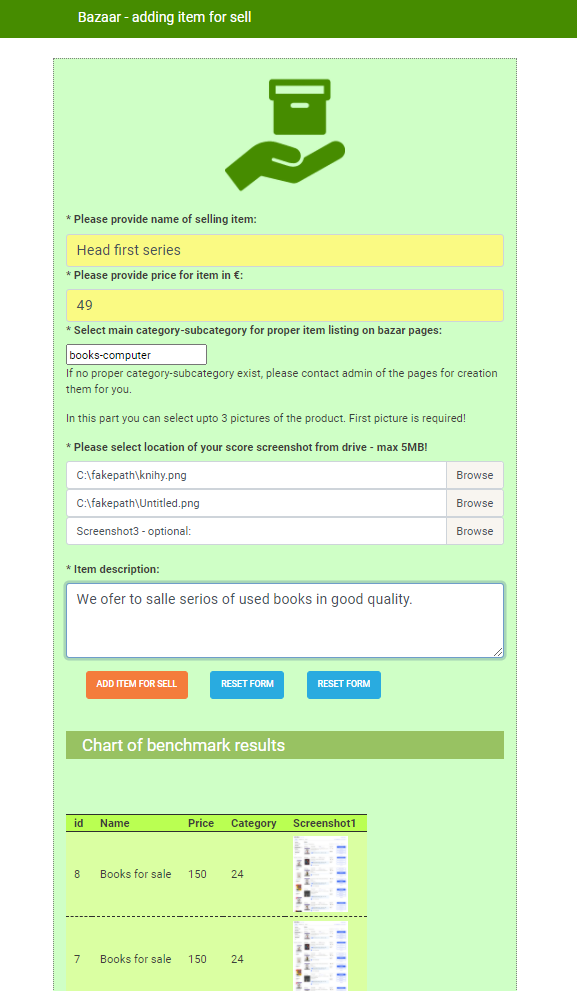 Bazaar - adding item for sell
* Please provide name of selling item:
Head first series
* Please provide price for item in €:
49
* Select main category-subcategory for proper item listing on bazar pages:
books-computer
If no proper category-subcategory exist, please contact admin of the pages for creation
them for you.
In this part you can select upto 3 pictures of the product. First picture is required!
* Please select location of your score screenshot from drive - max 5MB!
C:\fakepath\knihy.png Browse
C:\fakepath\Untitled.png Browse
Screenshot3 - optional: Browse
* Item description:
We ofer to salle serios of used books in good quality.
ADD ITEM FOR SELL RESET FORM RESET FORM
Chart of benchmark results
id Name Price Category Screenshot1
8 Books for sale 150 24
7 Books for sale 150 24